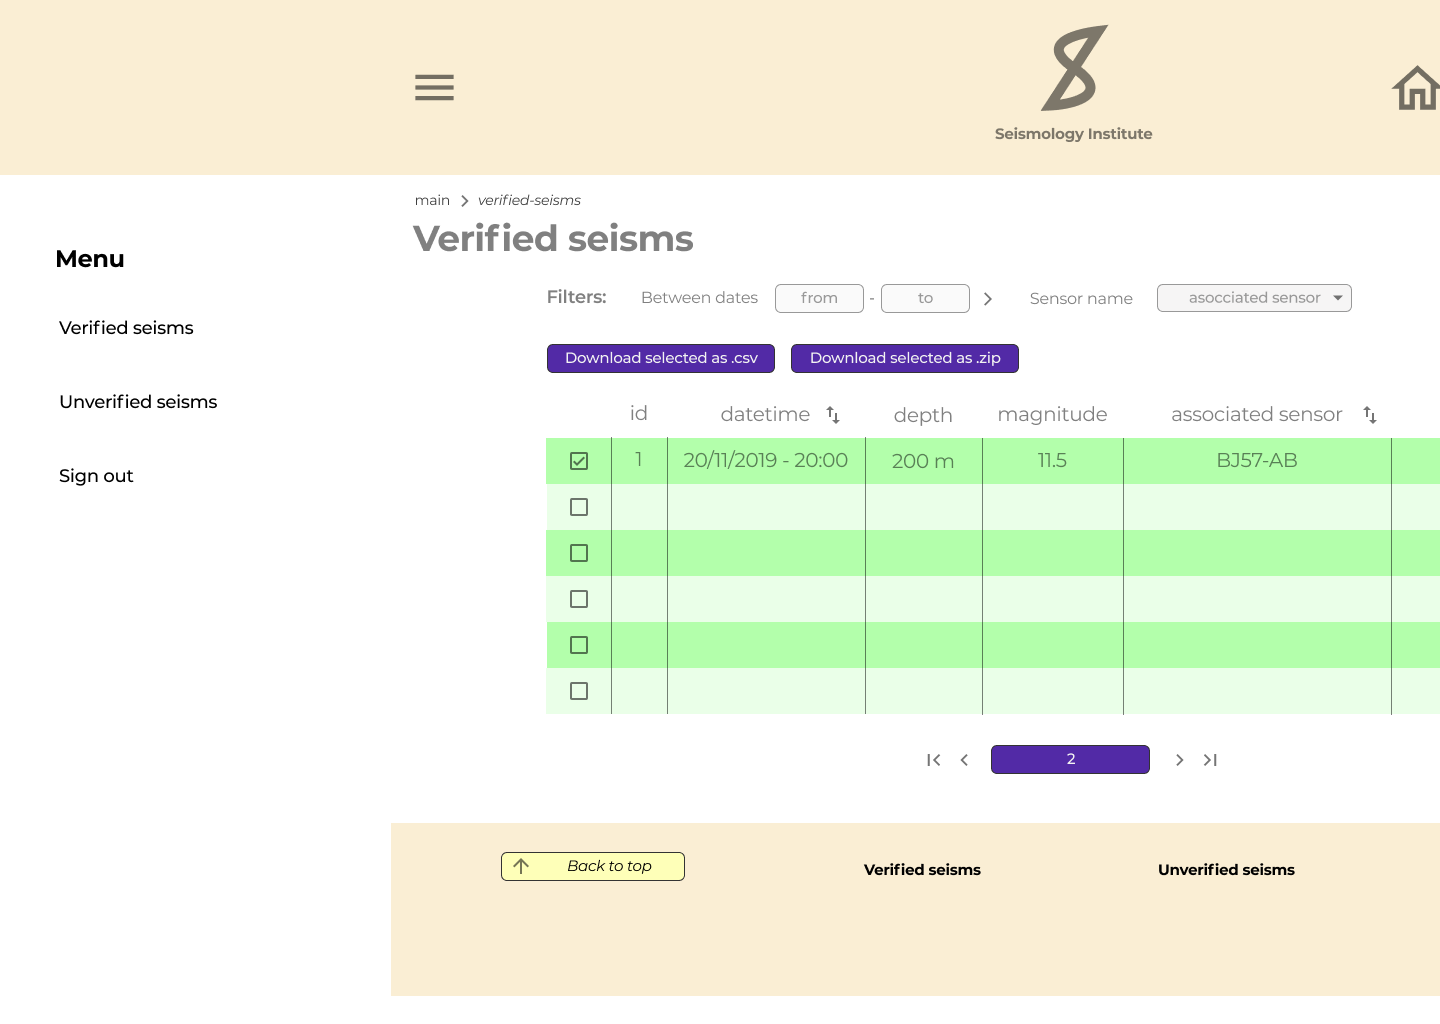 Seismology Institute
main > verified-seisms
Verified seisms
Menu
Verified seisms
Unverified seisms
Sign out
Filters: Between dates from - to > Sensor name asocciated sensor
Download selected as .csv Download selected as .zip
id datetime depth magnitude associated sensor
1 20/11/2019 - 20:00 200 m 11.5 BJ57-AB
2
Back to top Verified seisms Unverified seisms